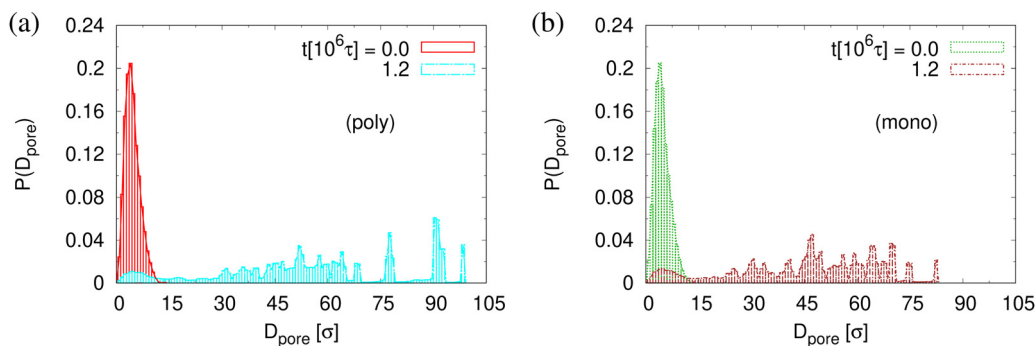 (a)
0.24
0.2
0.16
0.12
0.08
0.04
0
P(D_pore)
t[10^6τ] = 0.0
1.2
(poly)
0 15 30 45 60 75 90 105
D_pore [σ]
(b)
0.24
0.2
0.16
0.12
0.08
0.04
0
P(D_pore)
t[10^6τ] = 0.0
1.2
(mono)
0 15 30 45 60 75 90 105
D_pore [σ]